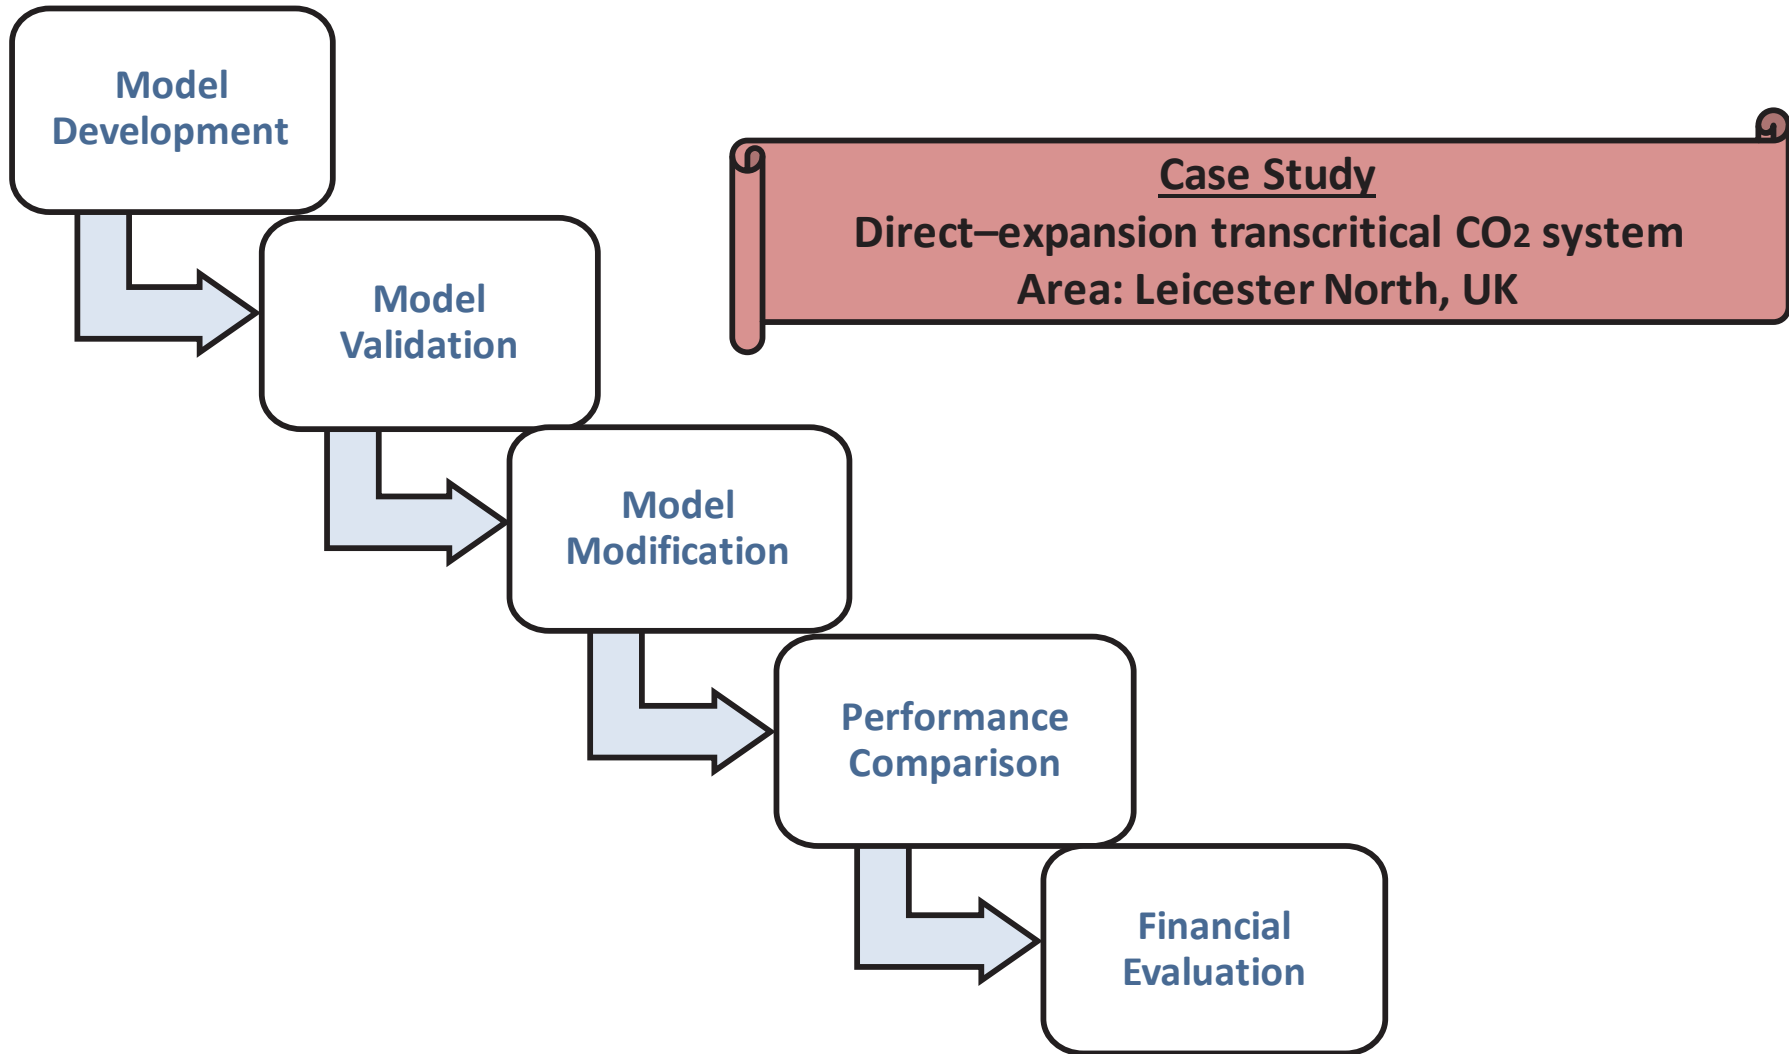 Model
Development
Case Study
Direct–expansion transcritical CO2 system
Area: Leicester North, UK
Model
Validation
Model
Modification
Performance
Comparison
Financial
Evaluation